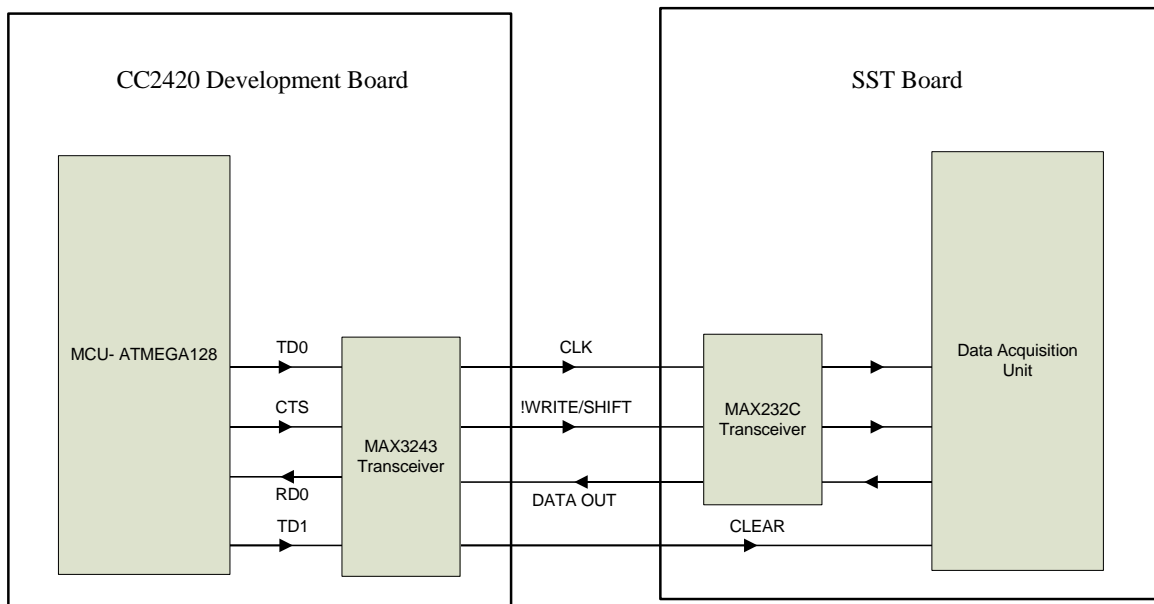 CC2420 Development Board
SST Board
MCU- ATMEGA128
TD0
CTS
RD0
TD1
MAX3243
Transceiver
CLK
!WRITE/SHIFT
DATA OUT
CLEAR
MAX232C
Transceiver
Data Acquisition
Unit